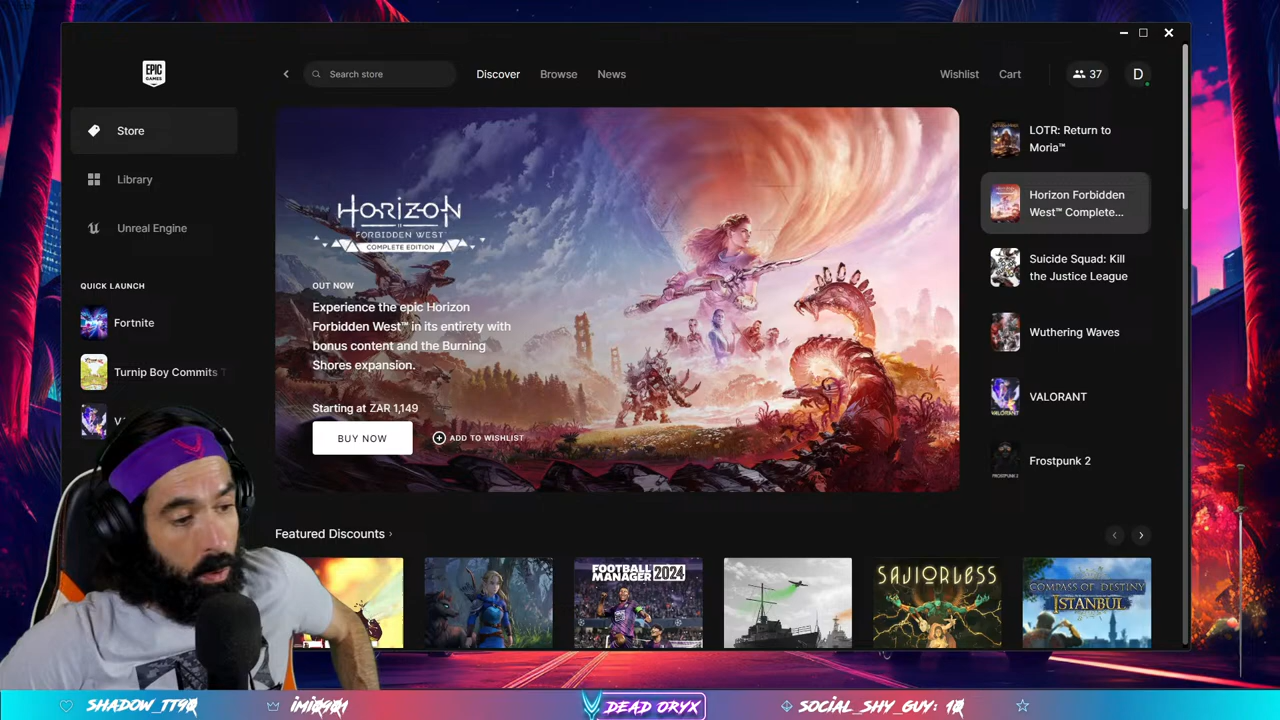 EPIC
GAMES
Search store
Discover
Browse
News
Wishlist
Cart
37
D
Store
Library
Unreal Engine
QUICK LAUNCH
Fortnite
Turnip Boy Commits
HORIZON
FORBIDDEN WEST
COMPLETE EDITION
OUT NOW
Experience the epic Horizon
Forbidden West™ in its entirety with
bonus content and the Burning
Shores expansion.
Starting at ZAR 1,149
BUY NOW
ADD TO WISHLIST
LOTR: Return to
Moria™
Horizon Forbidden
West™ Complete...
Suicide Squad: Kill
the Justice League
Wuthering Waves
VALORANT
VALORANT
Frostpunk 2
FROSTPUNK 2
Featured Discounts
FOOTBALL
MANAGER 2024
SAVIORLESS
COMPASS OF DESTINY
ISTANBUL
DEAD ORYX
SOCIAL_SHY_GUY: 10